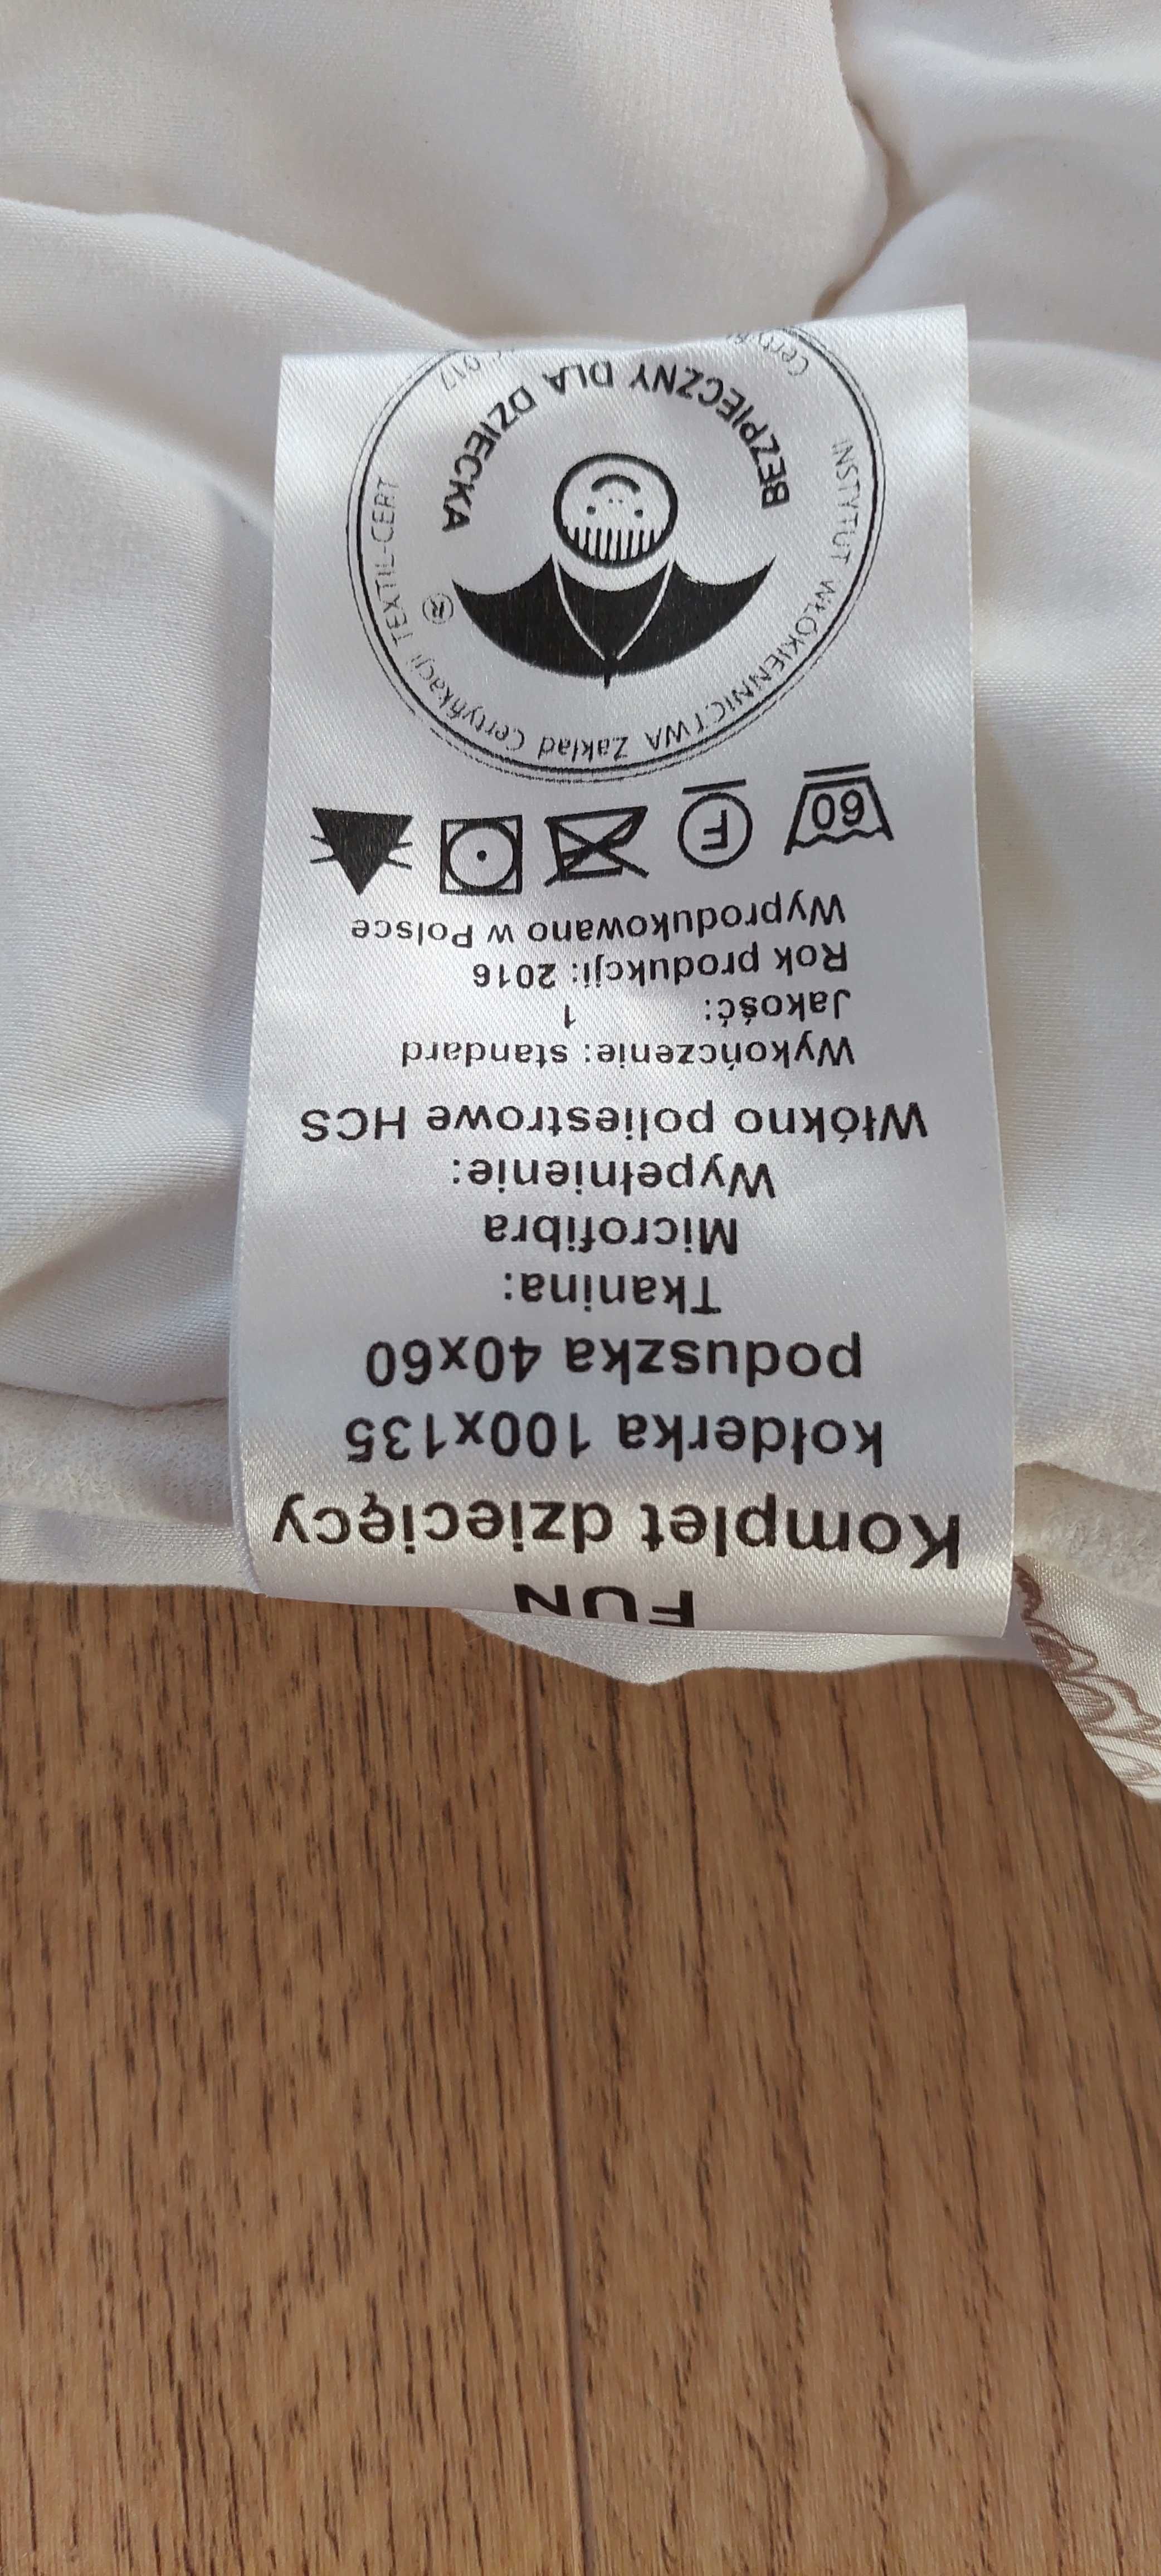 FUN
Komplet dziecięcy
kołderka 100x135
poduszka 40x60
Tkanina:
Microfibra
Wypełnienie:
Włókno poliestrowe HCS
Wykończenie: standard
Jakość: 1
Rok produkcji: 2016
Wyprodukowano w Polsce
60 F
INSTYTUT WŁÓKIENNICTWA Zakład Certyfikacji TEXTIL-CERT
®
BEZPIECZNY DLA DZIECKA
017